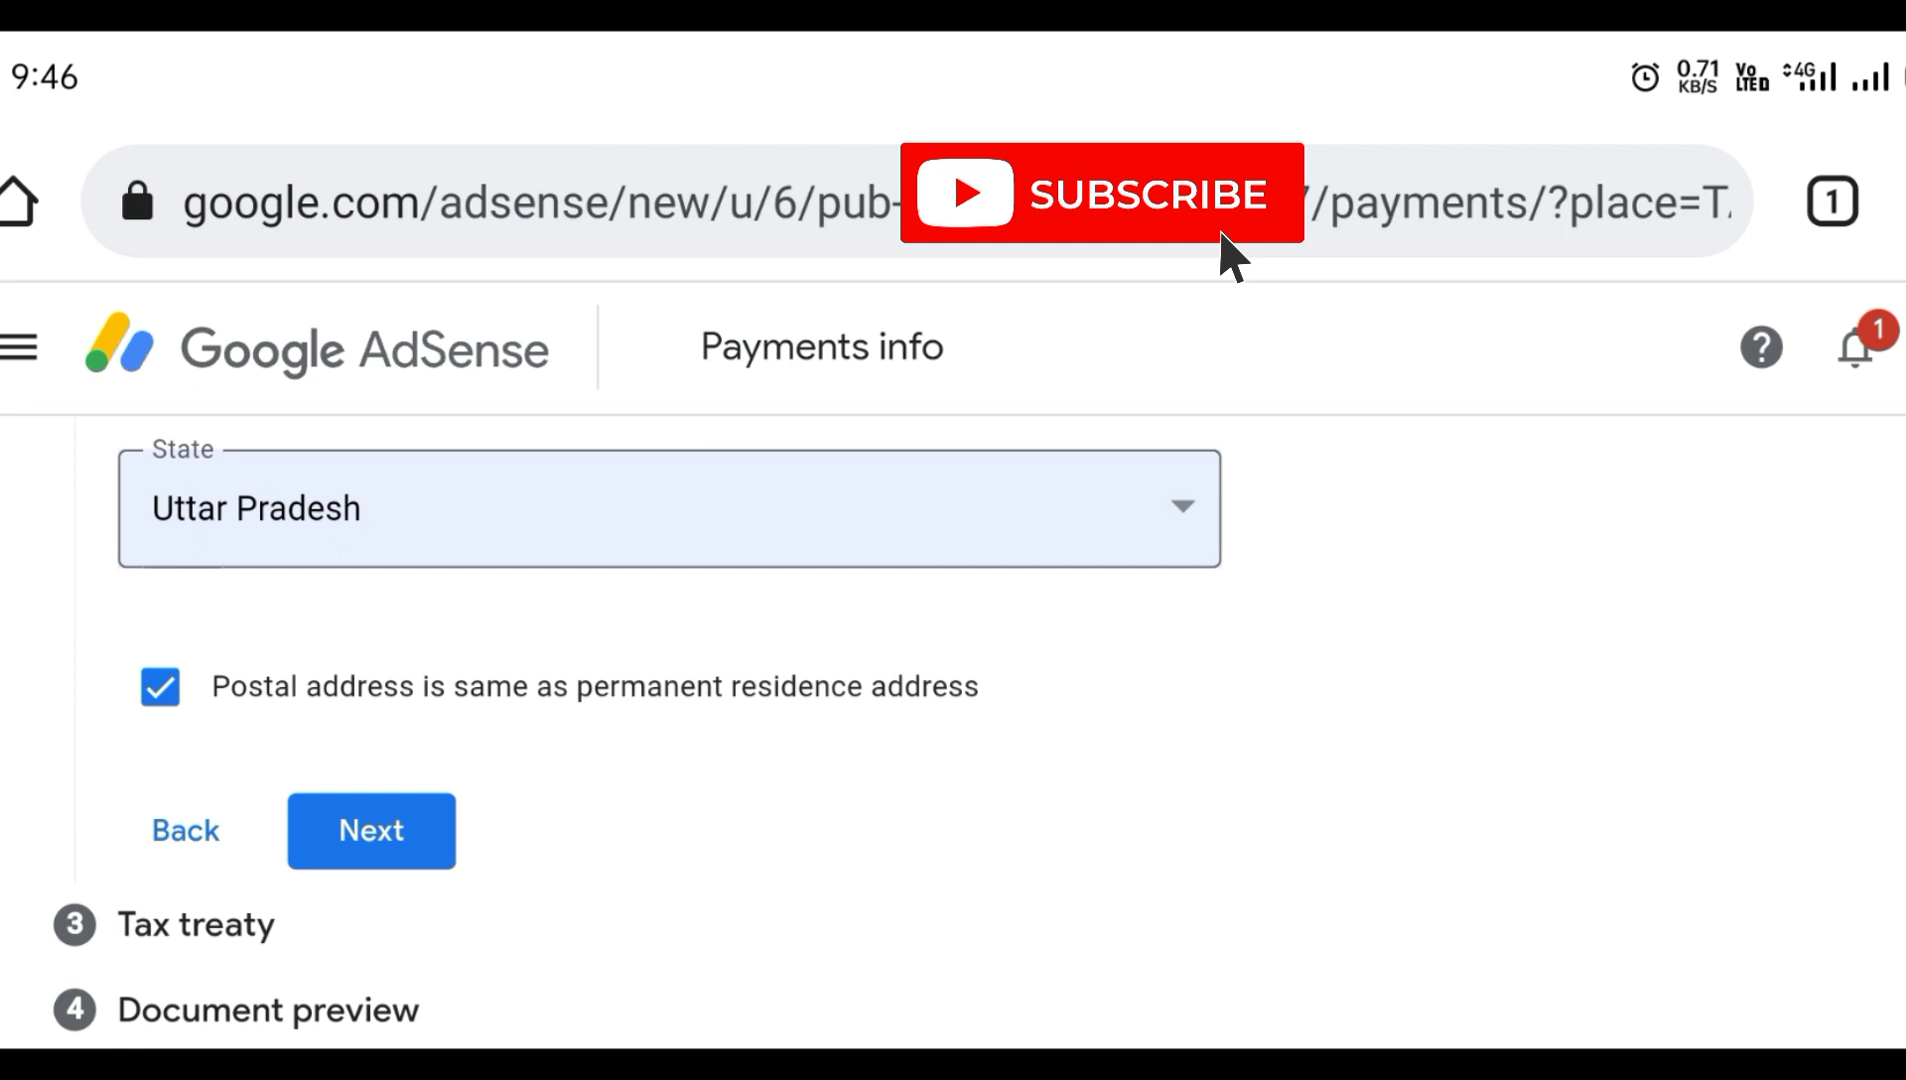 9:46
0.71 KB/S Vo LTE 4G
google.com/adsense/new/u/6/pub- SUBSCRIBE 7/payments/?place=T
1
Google AdSense Payments info ? 1
State
Uttar Pradesh
Postal address is same as permanent residence address
Back Next
3 Tax treaty
4 Document preview